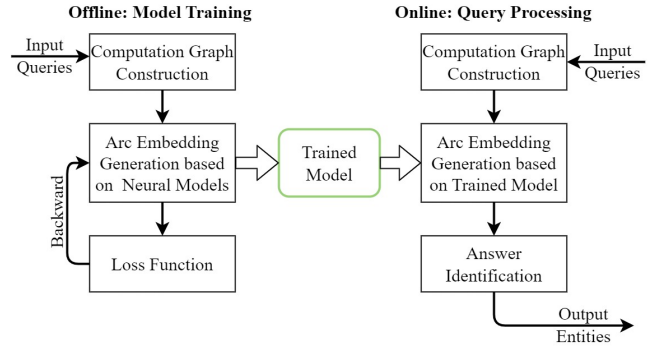 Offline: Model Training
Input
Queries
Computation Graph
Construction
Arc Embedding
Generation based
on Neural Models
Backward
Loss Function
Trained
Model
Online: Query Processing
Computation Graph
Construction
Input
Queries
Arc Embedding
Generation based
on Trained Model
Answer
Identification
Output
Entities